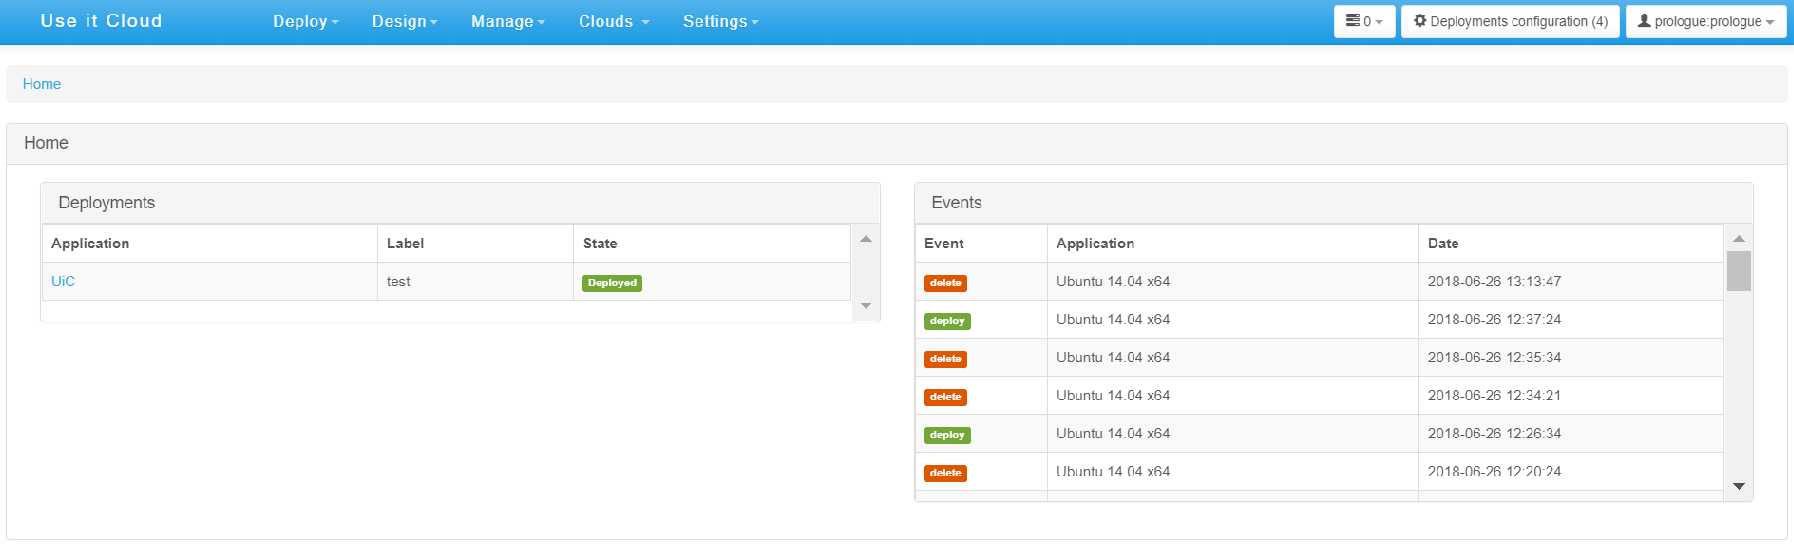 Use it Cloud Deploy Design Manage Clouds Settings 0 Deployments configuration (4) prologue:prologue
Home
Home
Deployments
Application Label State
UiC test Deployed
Events
Event Application Date
delete Ubuntu 14.04 x64 2018-06-26 13:13:47
deploy Ubuntu 14.04 x64 2018-06-26 12:37:24
delete Ubuntu 14.04 x64 2018-06-26 12:35:34
delete Ubuntu 14.04 x64 2018-06-26 12:34:21
deploy Ubuntu 14.04 x64 2018-06-26 12:26:34
delete Ubuntu 14.04 x64 2018-06-26 12:20:24